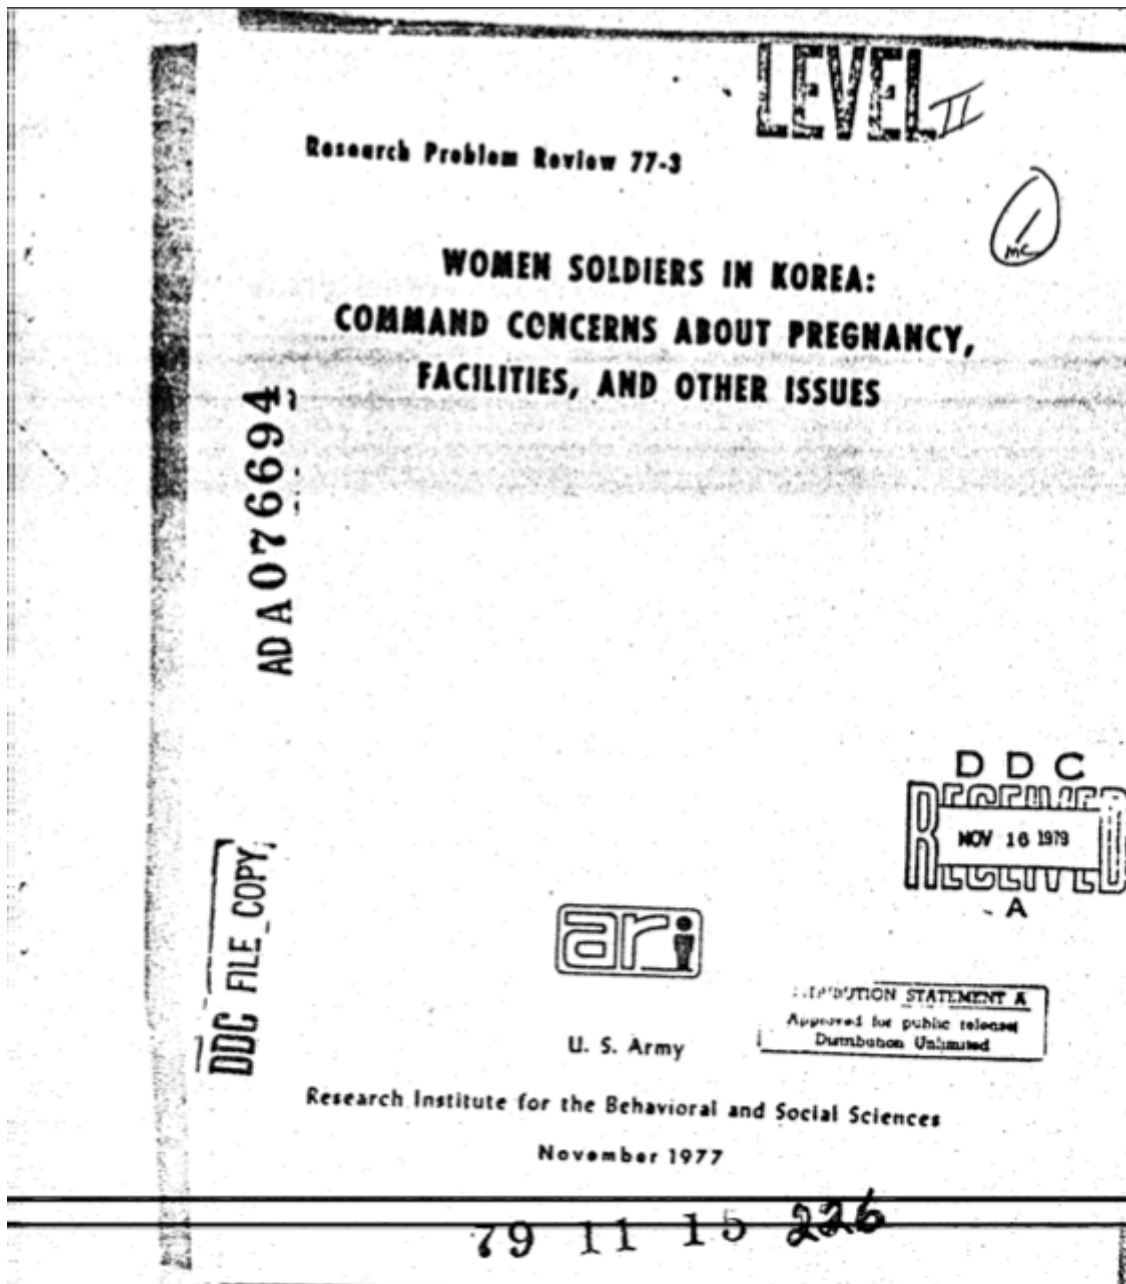 LEVEL II
Research Problem Review 77-3
MC
WOMEN SOLDIERS IN KOREA:
COMMAND CONCERNS ABOUT PREGNANCY,
FACILITIES, AND OTHER ISSUES
AD A076694
DDC
RECEIVED
NOV 16 1979
A
DDC FILE COPY
ari
STATEMENT A
Approved for public release;
Distribution Unlimited
U. S. Army
Research Institute for the Behavioral and Social Sciences
November 1977
79 11 15 226